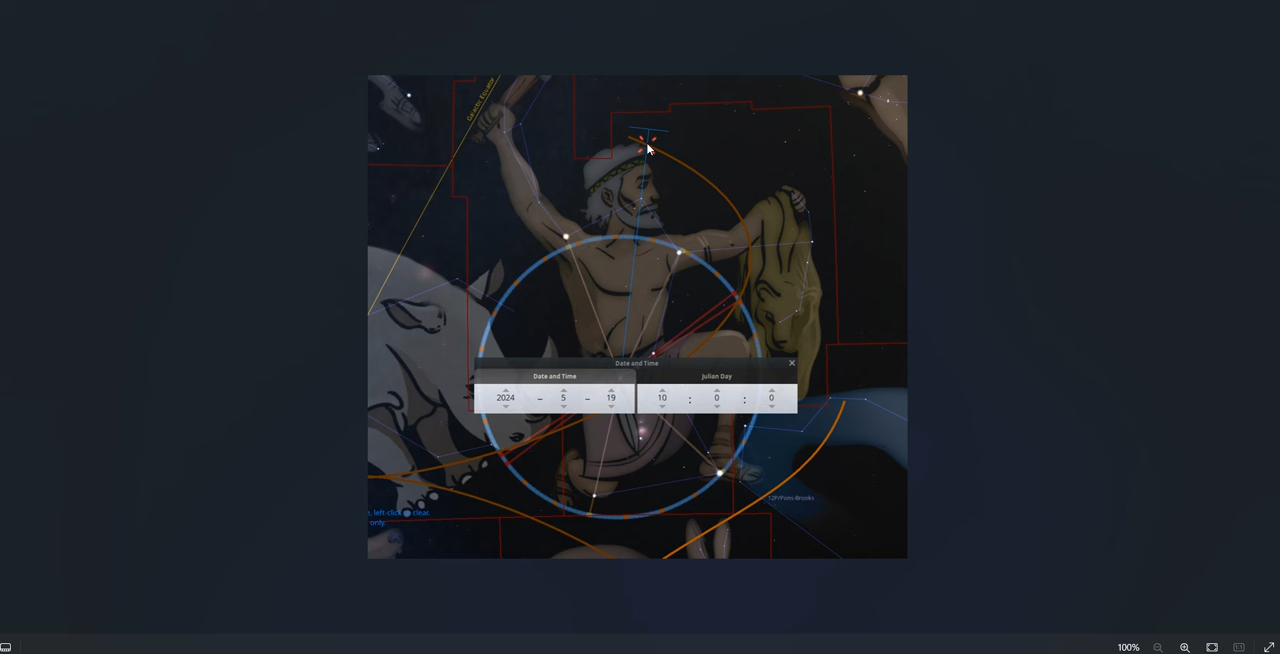 Galactic Equator
Date and Time
Date and Time Julian Day
2024 – 5 – 19 10 : 0 : 0
12P/Pons-Brooks
, left-click clear.
only.
100%